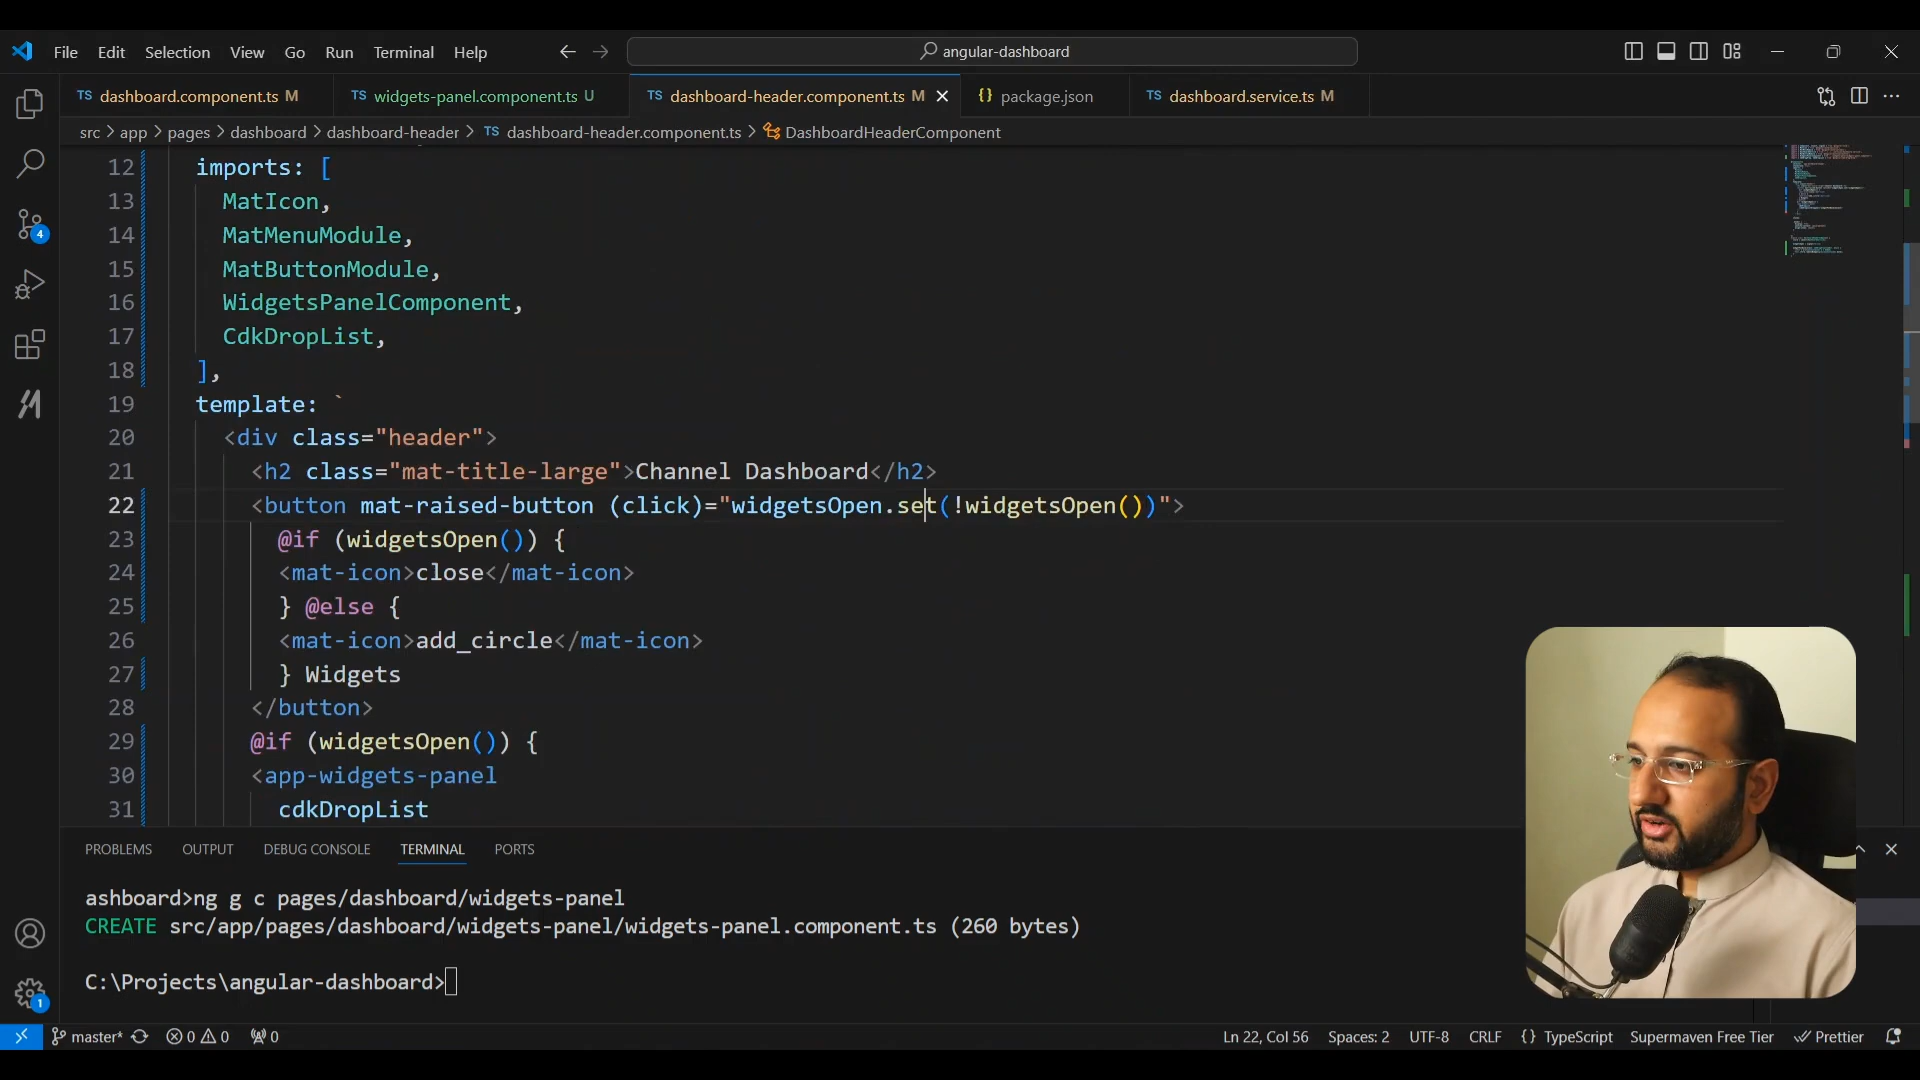 File Edit Selection View Go Run Terminal Help angular-dashboard
TS dashboard.component.ts M TS widgets-panel.component.ts U TS dashboard-header.component.ts M {} package.json TS dashboard.service.ts M
src > app > pages > dashboard > dashboard-header > TS dashboard-header.component.ts > DashboardHeaderComponent
12 imports: [
13 MatIcon,
14 MatMenuModule,
15 MatButtonModule,
16 WidgetsPanelComponent,
17 CdkDropList,
18 ],
19 template: `
20 <div class="header">
21 <h2 class="mat-title-large">Channel Dashboard</h2>
22 <button mat-raised-button (click)="widgetsOpen.set(!widgetsOpen())">
23 @if (widgetsOpen()) {
24 <mat-icon>close</mat-icon>
25 } @else {
26 <mat-icon>add_circle</mat-icon>
27 } Widgets
28 </button>
29 @if (widgetsOpen()) {
30 <app-widgets-panel
31 cdkDropList
4
PROBLEMS OUTPUT DEBUG CONSOLE TERMINAL PORTS
ashboard>ng g c pages/dashboard/widgets-panel
CREATE src/app/pages/dashboard/widgets-panel/widgets-panel.component.ts (260 bytes)
C:\Projects\angular-dashboard>
1
master* 0 0 0 Ln 22, Col 56 Spaces: 2 UTF-8 CRLF {} TypeScript Supermaven Free Tier Prettier